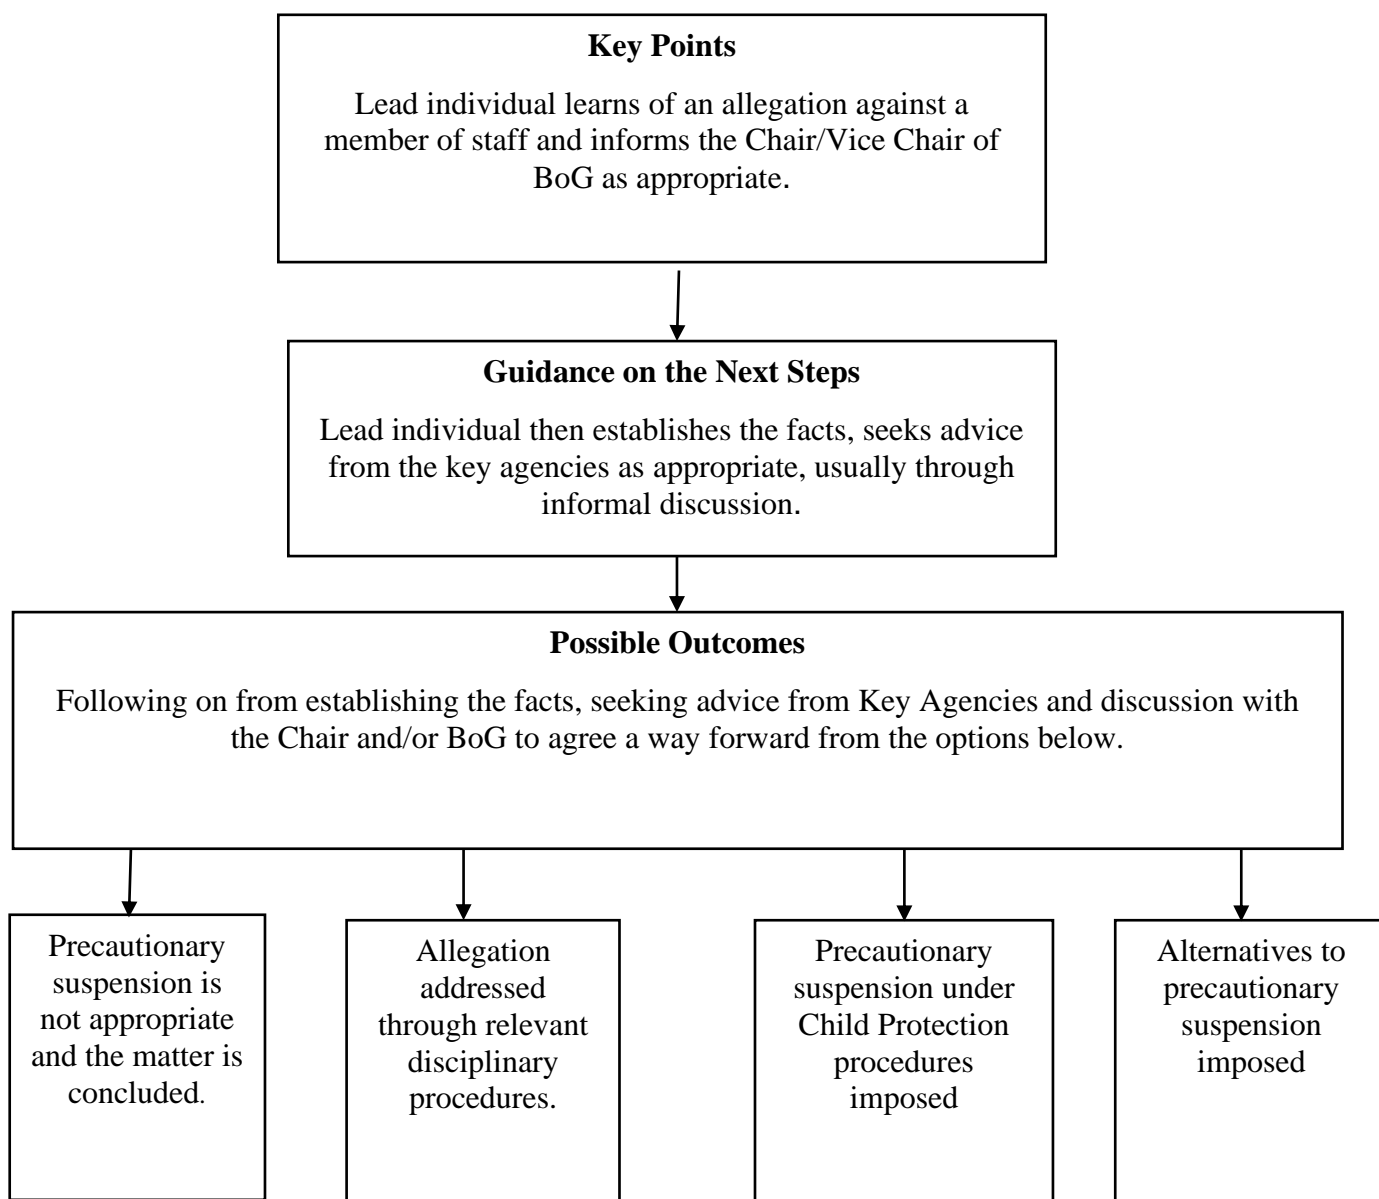 Key Points
Lead individual learns of an allegation against a
member of staff and informs the Chair/Vice Chair of
BoG as appropriate.
Guidance on the Next Steps
Lead individual then establishes the facts, seeks advice
from the key agencies as appropriate, usually through
informal discussion.
Possible Outcomes
Following on from establishing the facts, seeking advice from Key Agencies and discussion with
the Chair and/or BoG to agree a way forward from the options below.
Precautionary
suspension is
not appropriate
and the matter is
concluded.
Allegation
addressed
through relevant
disciplinary
procedures.
Precautionary
suspension under
Child Protection
procedures
imposed
Alternatives to
precautionary
suspension
imposed